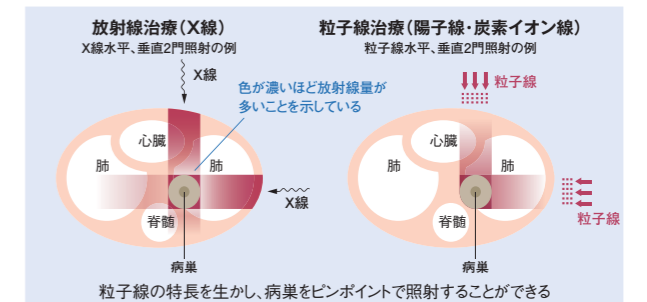 放射線治療(X線)
X線水平、垂直2門照射の例
X線
色が濃いほど放射線量が
多いことを示している
心臓
肺
肺
X線
脊髄
病巣
粒子線治療(陽子線・炭素イオン線)
粒子線水平、垂直2門照射の例
粒子線
心臓
肺
肺
粒子線
脊髄
病巣
粒子線の特長を生かし、病巣をピンポイントで照射することができる